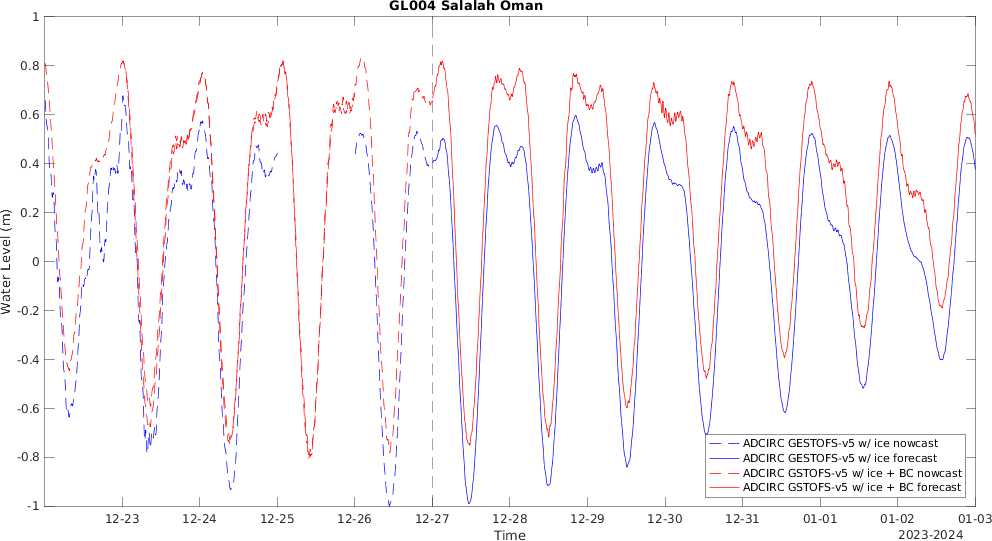 GL004 Salalah Oman
Water Level (m)
1
0.8
0.6
0.4
0.2
0
-0.2
-0.4
-0.6
-0.8
-1
ADCIRC GESTOFS-v5 w/ ice nowcast
ADCIRC GESTOFS-v5 w/ ice forecast
ADCIRC GSTOFS-v5 w/ ice + BC nowcast
ADCIRC GSTOFS-v5 w/ ice + BC forecast
12-23 12-24 12-25 12-26 12-27 12-28 12-29 12-30 12-31 01-01 01-02 01-03
Time
2023-2024